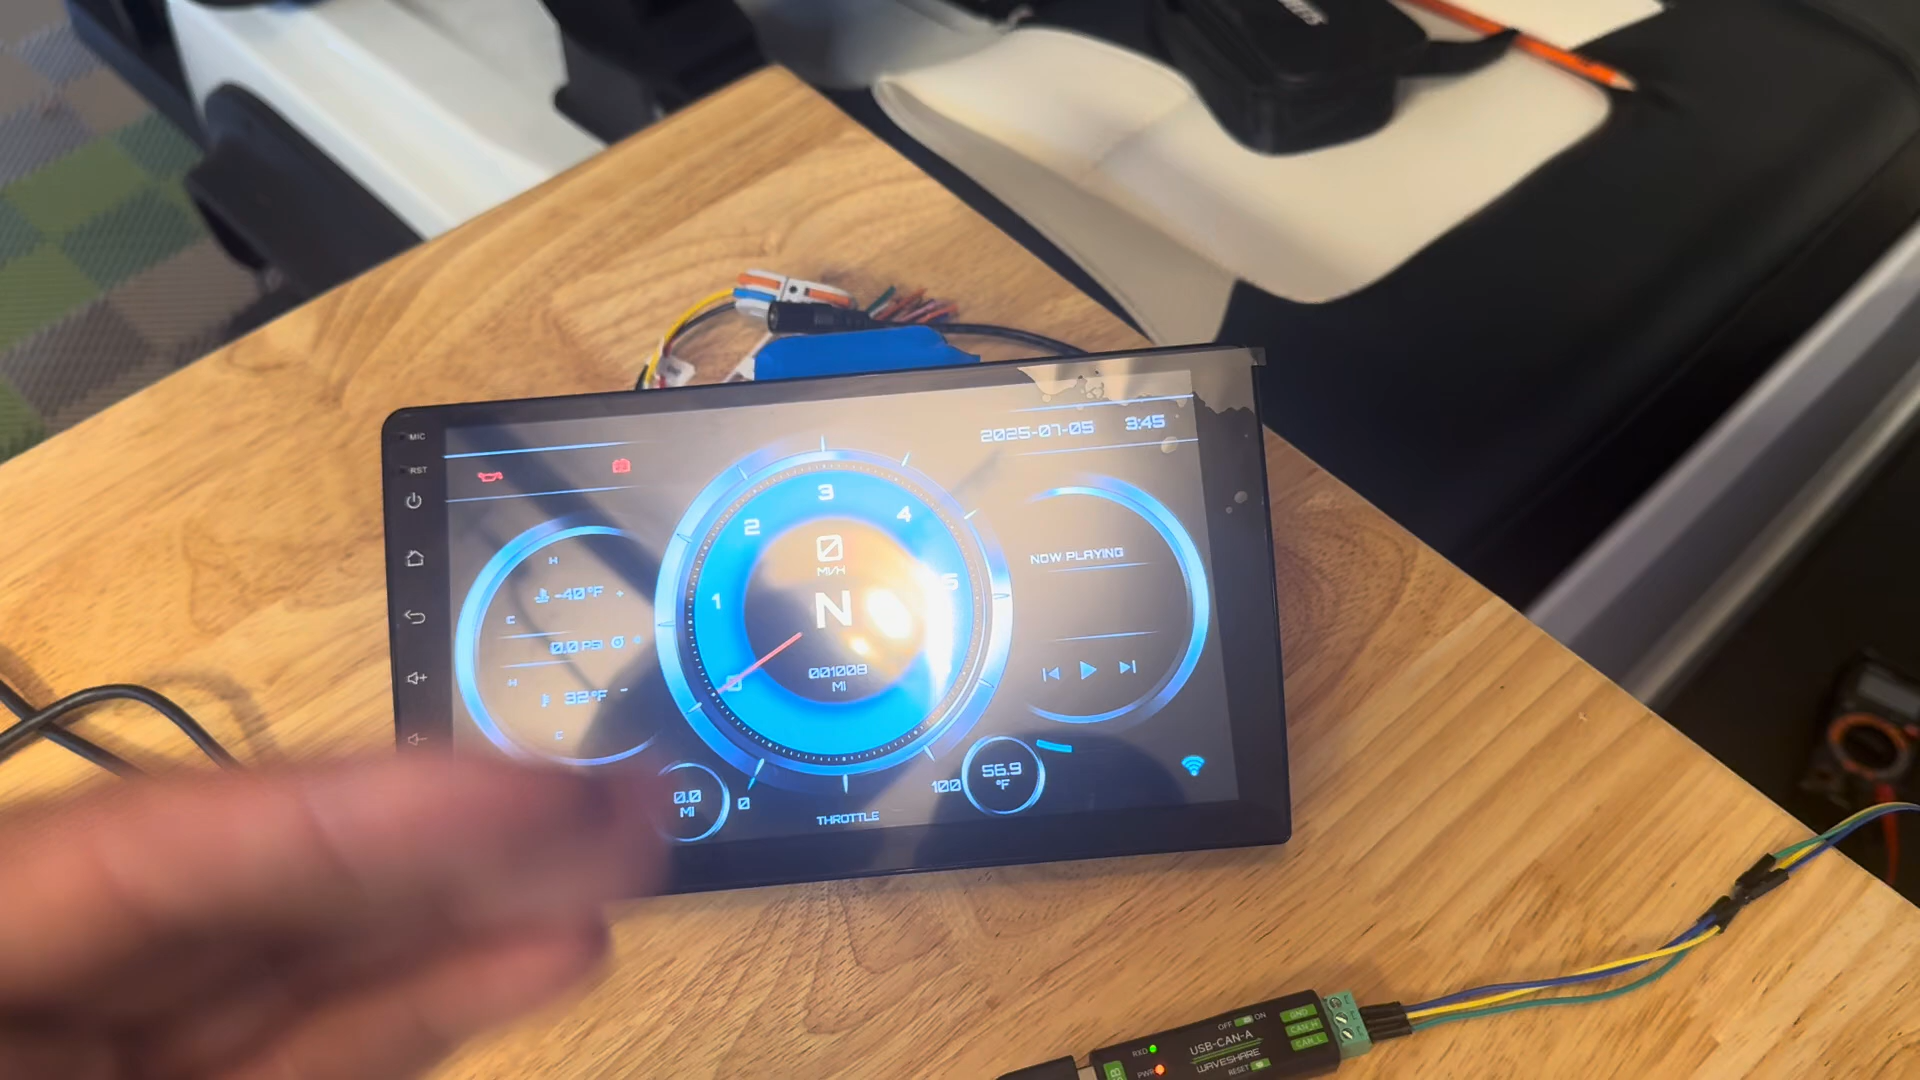 MIC
RST
2025-07-05 3:45
H
-40°F
C
0.0 PSI
H
32°F
C
1
2
3
4
5
0
0
MI/H
N
001008
MI
NOW PLAYING
0.0
MI
0
THROTTLE
100
56.9
°F
OFF ON
GND
CAN_H
CAN_L
USB-CAN-A
WAVESHARE
RXD
PWR
RESET